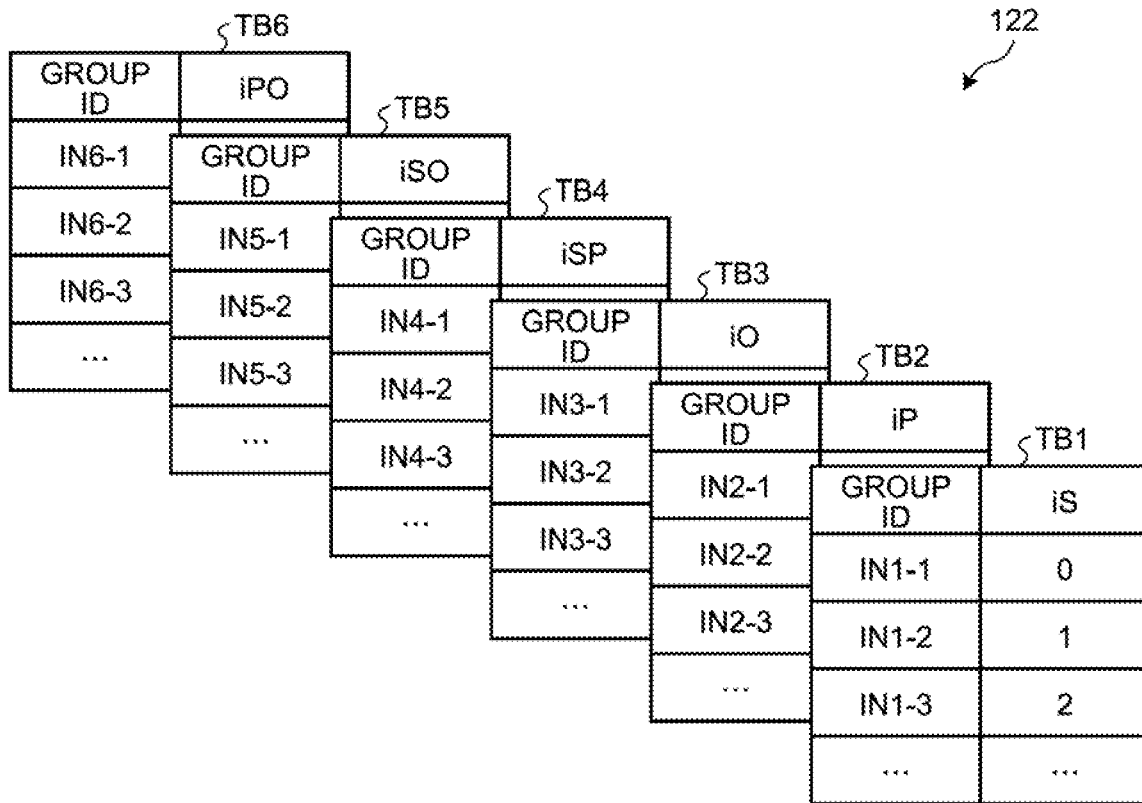 122
TB6
GROUP ID
iPO
IN6-1
IN6-2
IN6-3
...
TB5
GROUP ID
iSO
IN5-1
IN5-2
IN5-3
...
TB4
GROUP ID
iSP
IN4-1
IN4-2
IN4-3
...
TB3
GROUP ID
iO
IN3-1
IN3-2
IN3-3
...
TB2
GROUP ID
iP
IN2-1
IN2-2
IN2-3
...
TB1
GROUP ID
iS
IN1-1 0
IN1-2 1
IN1-3 2
... ...